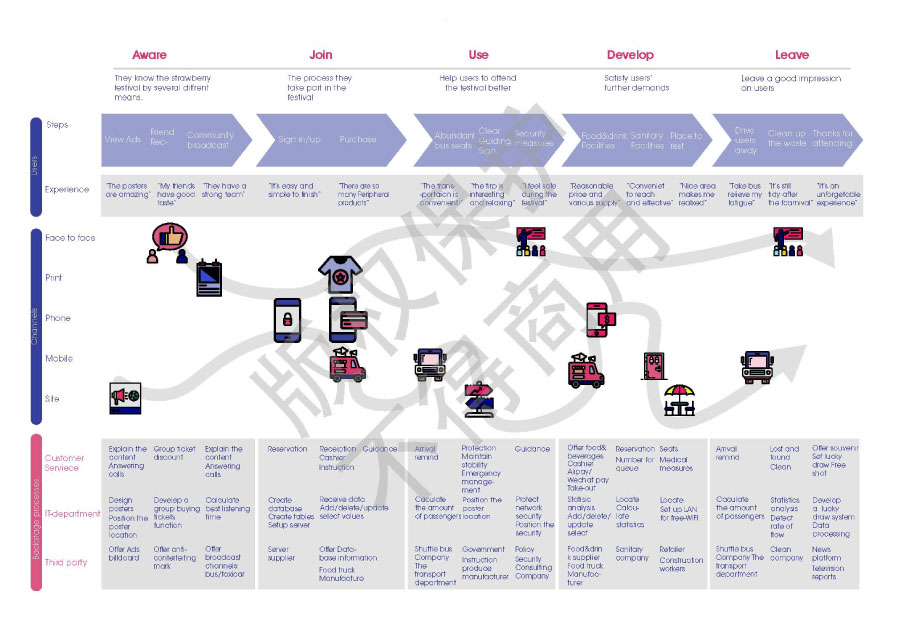 Aware
Join
Use
Develop
Leave
They know the strawberry
festival by several diffrent
means.
The process they
take part in the
festival
Help users to attend
the festival better
Satisty users'
further demands
Leave a good impression
on users
Users
Steps
View Ads
Friend
Rec-
Community
bloadcast
Sign in/up
Purchase
Abundant
bus seats
Clear
Guiding
Sign
Security
measures
Food&drink
Facilities
Sanitary
Facilities
Place to
rest
Drive
users
away
Clean up
the waste
Thanks for
attending
Experience
"The posters
are amazing"
"My friends
have good
taste"
"They have a
strong team"
"It's easy and
simple to finish"
"There are so
many Peripheral
products"
"The trans
-portaion is
convenient"
"the firp is
interesting
and relaxing"
"I feel safe
during the
festival"
"Reasonable
price and
various supply"
"Conveniet
to reach
and effective"
"Nice area
makes me
realxed"
"Take bus
relieve my
fatigue"
"It's still
tidy after
the foarnival"
"It's an
unforgetable
experience"
Channels
Face to face
Print
Phone
Mobile
Site
Backstage processes
Customer
Serviece
Explain the
content
Answering
calls
Group ticket
discount
Explain the
content
Answering
calls
Reservation
Reception
Cashier
Instruction
Guidance
Arrival
remind
Protection
Maintain
stability
Emergency
manage-
ment
Guidance
Offer food&
beverages
Cashier
Alipay/
Wechat pay
Take-out
Reservation
Number for
queue
Seats
Medical
measures
Arrival
remind
Lost and
found
Clean
Offer souvenir
Set lucky
draw Free
shot
IT-department
Design
posters
Position the
poster
location
Develop a
group buying
tickets
function
Calculate
best listening
time
Create
database
Create tables
Setup server
Receive data
Add/delete/update
select values
Caculate
the amount
of passengers
Position the
poster
location
Protect
network
security
Position the
security
Statisic
analysis
Add/delete/
update
select
Locate
Calcu-
late
statistics
Locate
Set up LAN
for free-WIFI
Caculate
the amount
of passengers
Statistics
analysis
Detect
rate of
flow
Develop
a lucky
draw system
Data
processing
Third party
Offer Ads
billdoard
Offer anti-
conterfeiting
mark
Offer
broadcast
channels:
bus/taxicar
Server
supplier
Offer Data-
base information
Food truck
Manufacture
Shuttle bus
Company
The
transport
department
Government
Instruction
produce
manufacturer
Policy
Security
Consulting
Company
Food&drin
k supplier
Food truck
Manufac-
turer
Sanitary
company
Retailer
Construction
workers
Shuttle bus
Company The
transport
department
Clean
company
News
platform
Television
reports
版权保护
不得商用